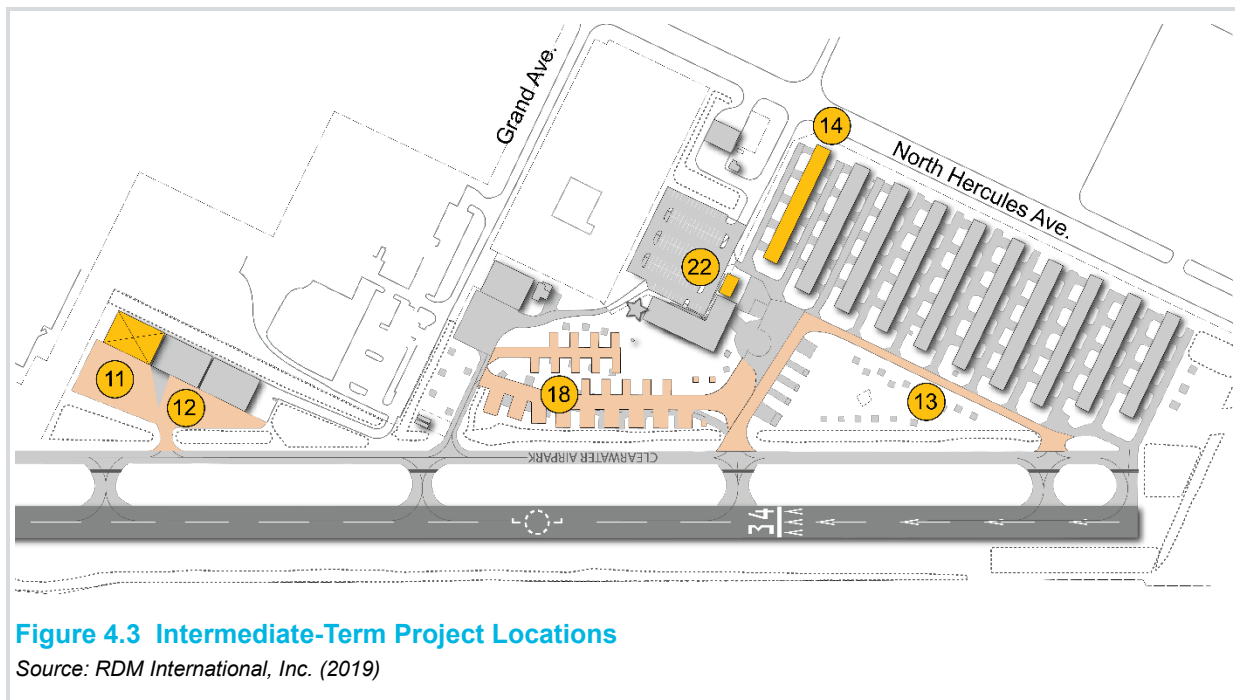 Grand Ave.
14
North Hercules Ave.
22
11
12
18
13
CLEARWATER AIRPARK
34
Figure 4.3 Intermediate-Term Project Locations
Source: RDM International, Inc. (2019)